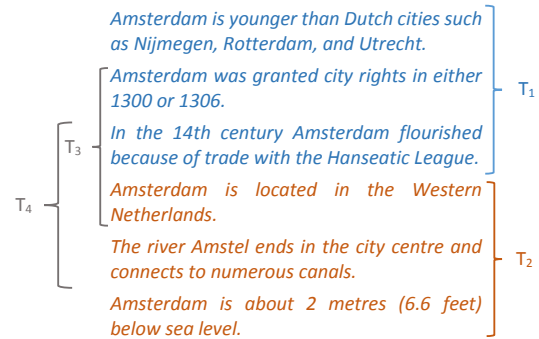 Amsterdam is younger than Dutch cities such
as Nijmegen, Rotterdam, and Utrecht.
Amsterdam was granted city rights in either
1300 or 1306.
In the 14th century Amsterdam flourished
because of trade with the Hanseatic League.
Amsterdam is located in the Western
Netherlands.
The river Amstel ends in the city centre and
connects to numerous canals.
Amsterdam is about 2 metres (6.6 feet)
below sea level.
T1
T3
T4
T2